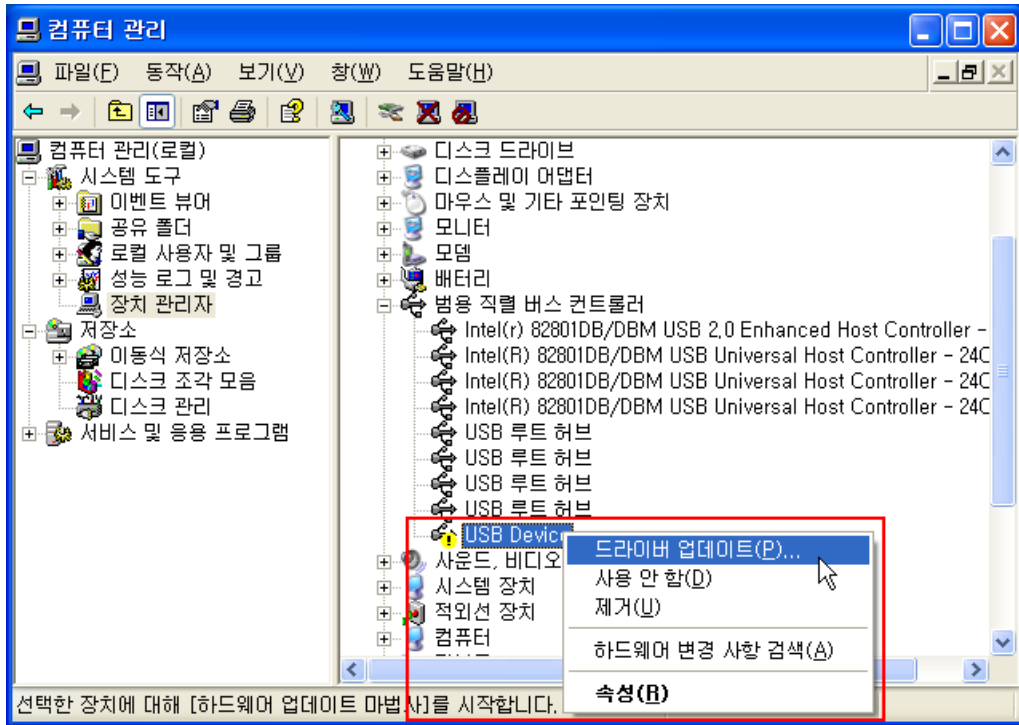 컴퓨터 관리
파일(F) 동작(A) 보기(V) 창(W) 도움말(H)
컴퓨터 관리(로컬)
시스템 도구
이벤트 뷰어
공유 폴더
로컬 사용자 및 그룹
성능 로그 및 경고
장치 관리자
저장소
이동식 저장소
디스크 조각 모음
디스크 관리
서비스 및 응용 프로그램
디스크 드라이브
디스플레이 어댑터
마우스 및 기타 포인팅 장치
모니터
모뎀
배터리
범용 직렬 버스 컨트롤러
Intel(r) 82801DB/DBM USB 2,0 Enhanced Host Controller -
Intel(R) 82801DB/DBM USB Universal Host Controller - 24C
Intel(R) 82801DB/DBM USB Universal Host Controller - 24C
Intel(R) 82801DB/DBM USB Universal Host Controller - 24C
USB 루트 허브
USB 루트 허브
USB 루트 허브
USB 루트 허브
USB Device
사운드, 비디오
시스템 장치
적외선 장치
컴퓨터
드라이버 업데이트(P)...
사용 안 함(D)
제거(U)
하드웨어 변경 사항 검색(A)
속성(R)
선택한 장치에 대해 [하드웨어 업데이트 마법사]를 시작합니다.